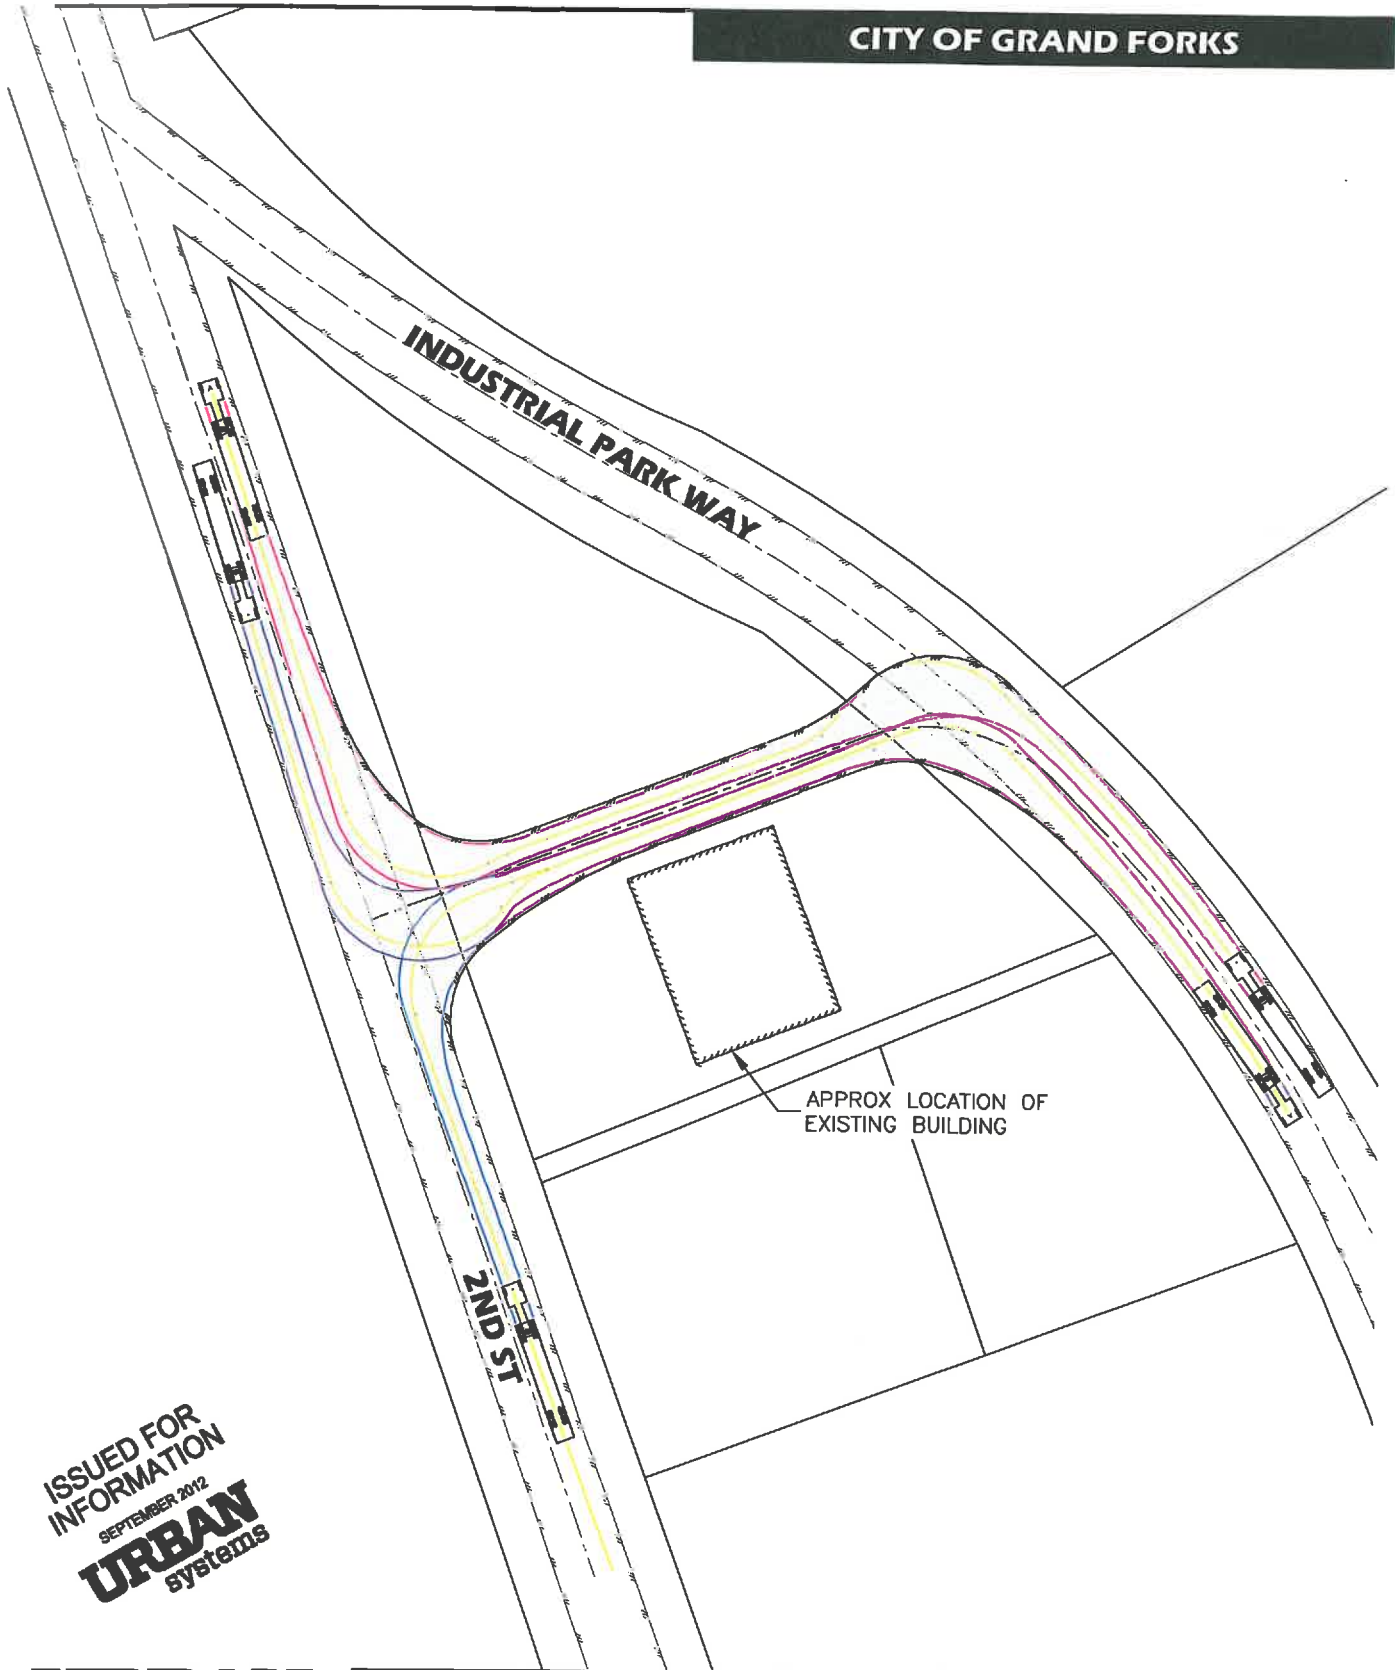 CITY OF GRAND FORKS
INDUSTRIAL PARK WAY
APPROX LOCATION OF
EXISTING BUILDING
2ND ST
ISSUED FOR
INFORMATION
SEPTEMBER 2012
URBAN
systems